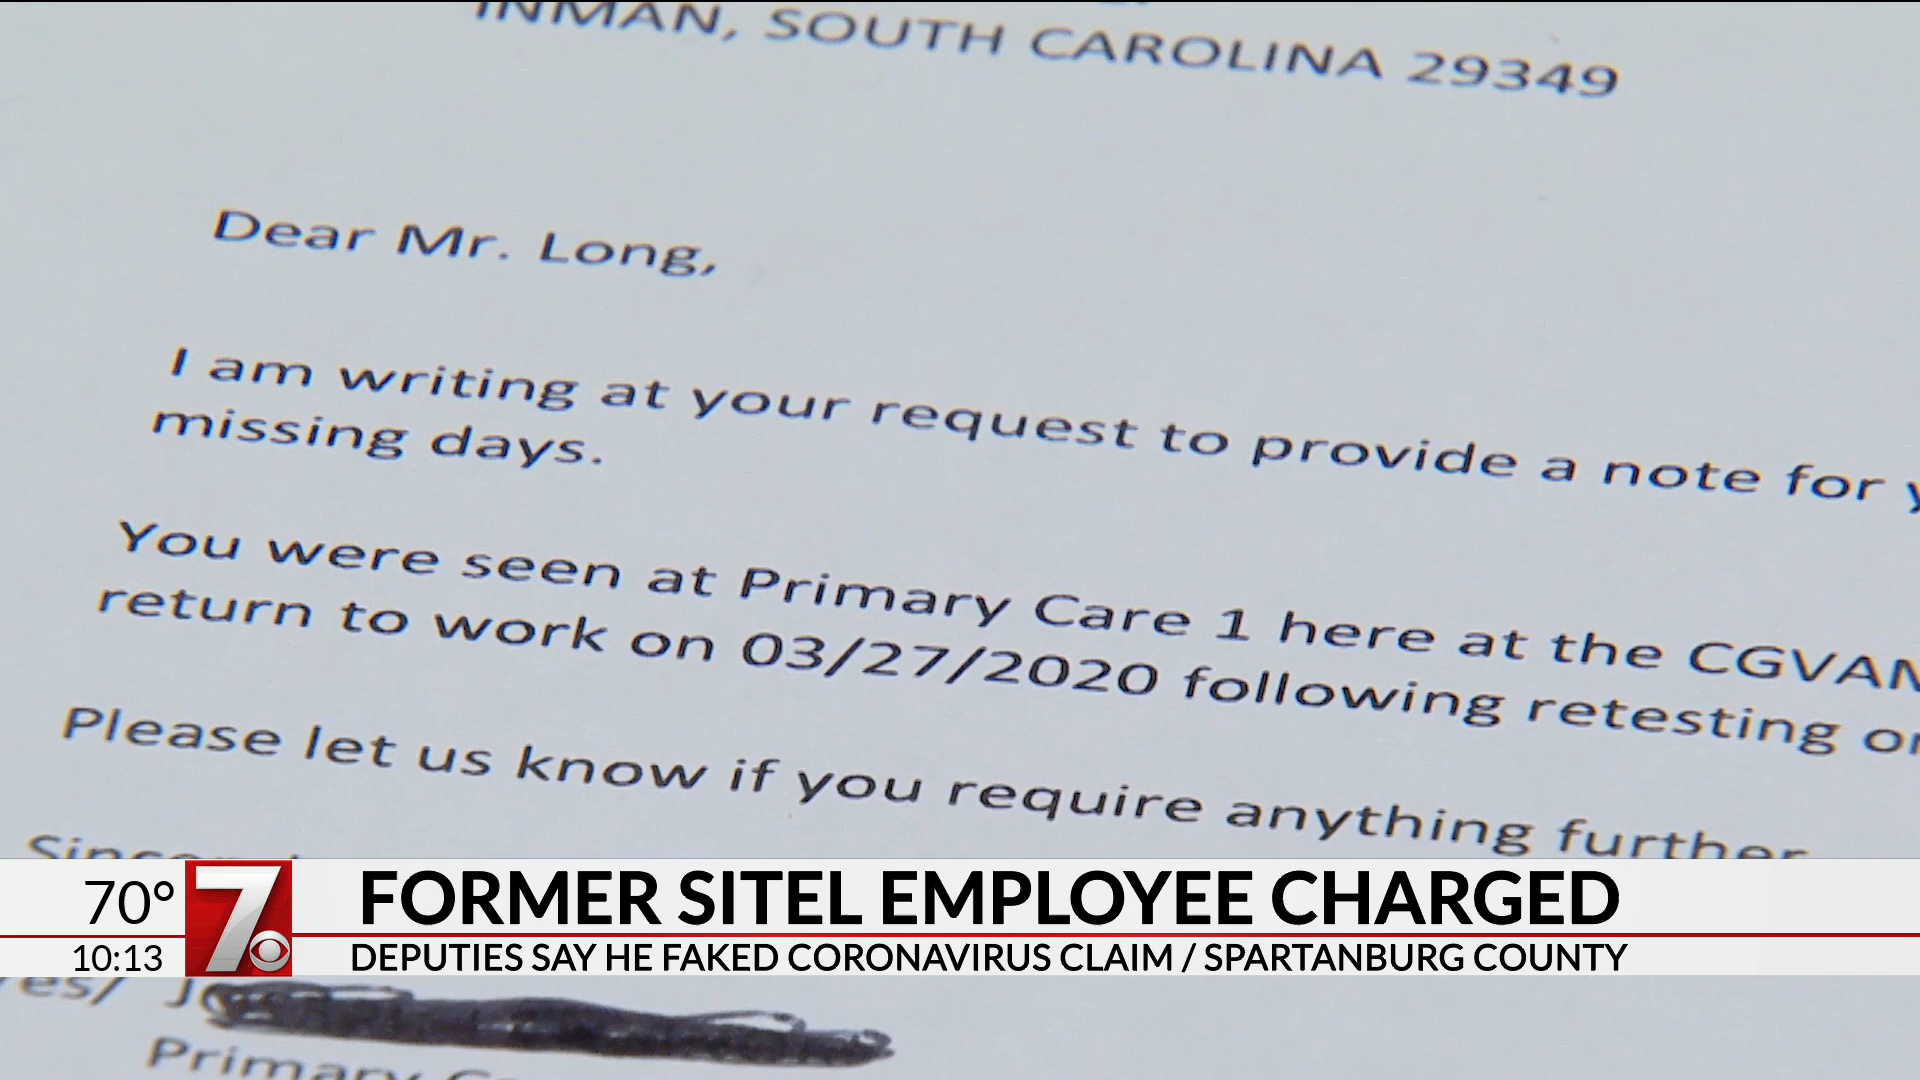 INMAN, SOUTH CAROLINA 29349
Dear Mr. Long,
I am writing at your request to provide a note for
missing days.
You were seen at Primary Care 1 here at the
return to work on 03/27/2020 following retesting
Please let us know if you require anything further
70° 7 FORMER SITEL EMPLOYEE CHARGED
10:13 DEPUTIES SAY HE FAKED CORONAVIRUS CLAIM / SPARTANBURG COUNTY
Primary